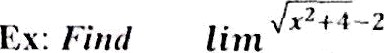 Ex: Find lim √(x²+4)−2